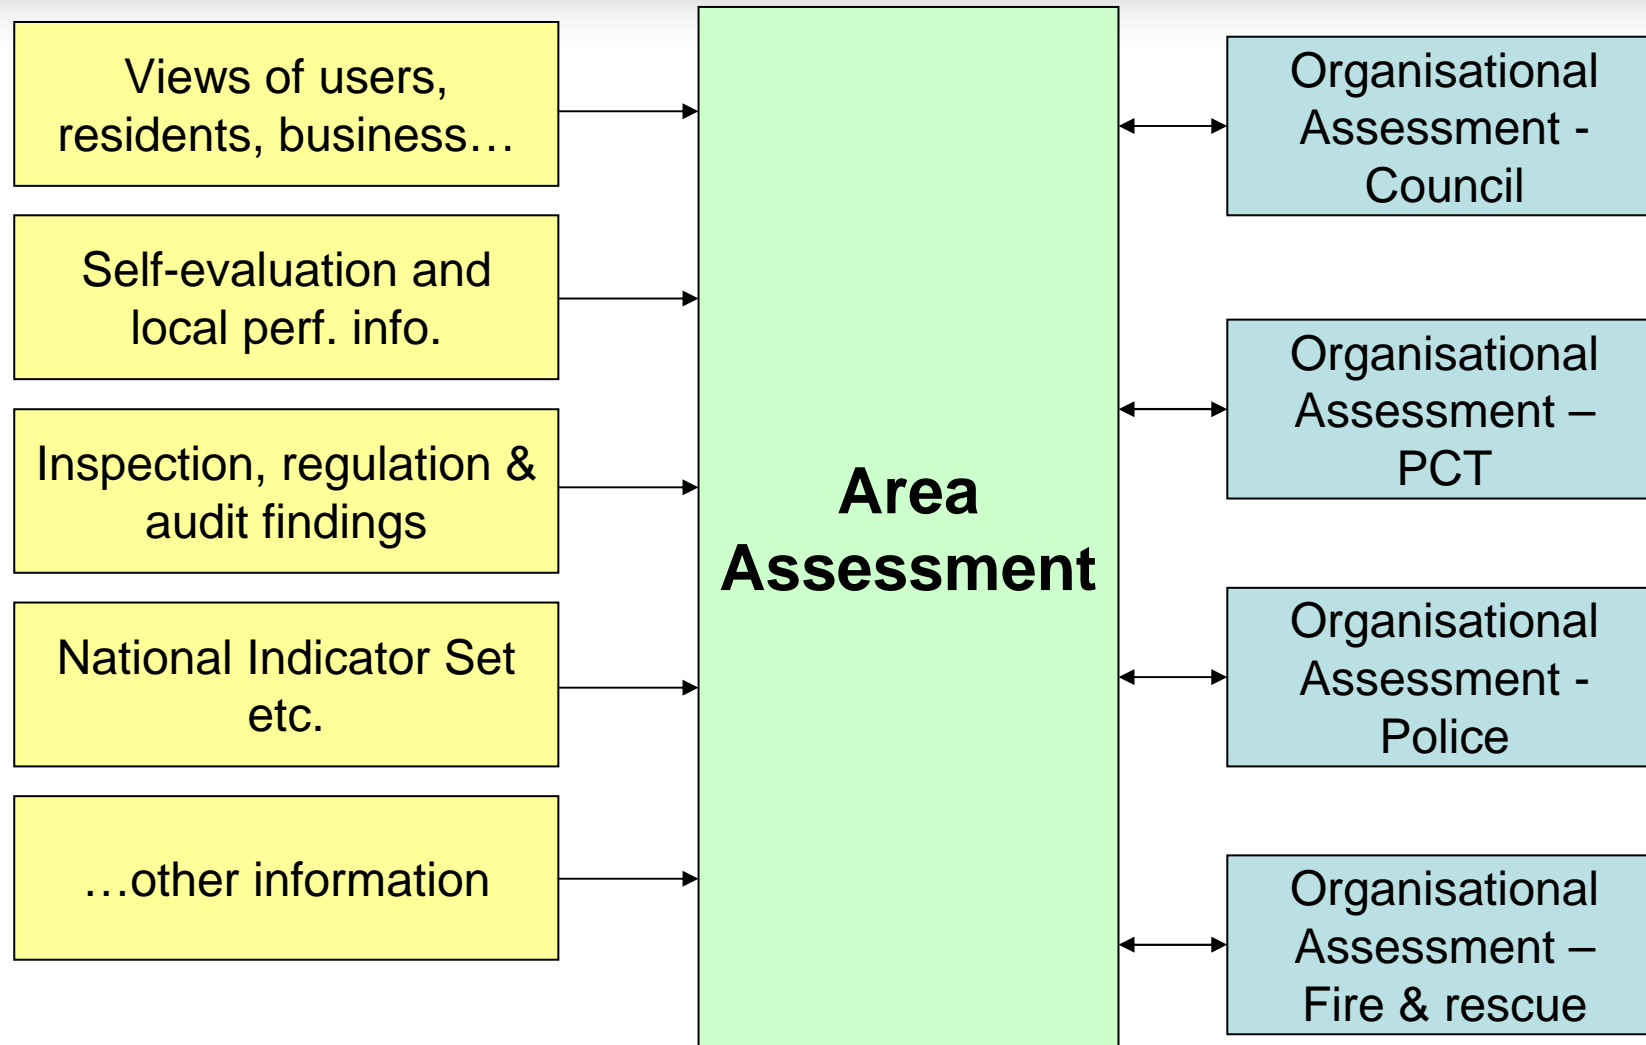 Views of users,
residents, business…
Self-evaluation and
local perf. info.
Inspection, regulation &
audit findings
National Indicator Set
etc.
…other information
Area
Assessment
Organisational
Assessment -
Council
Organisational
Assessment –
PCT
Organisational
Assessment -
Police
Organisational
Assessment –
Fire & rescue